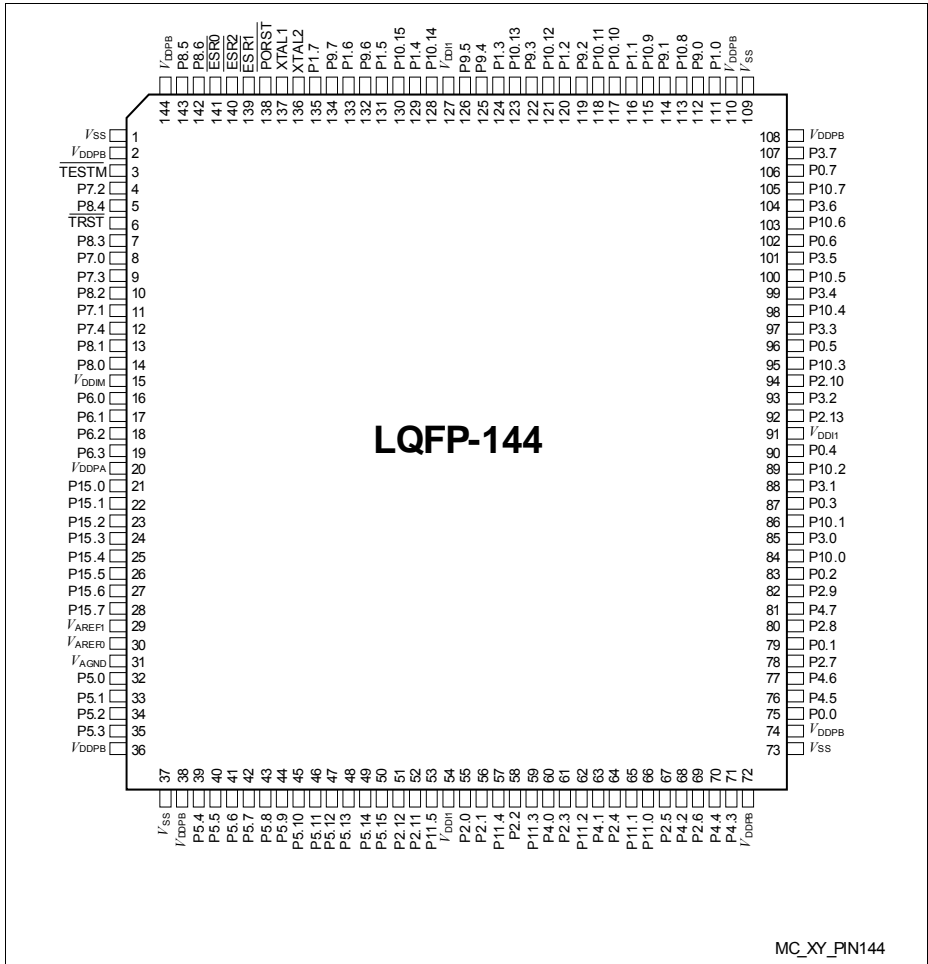 VDDPB P8.5 P8.6 ESR0 ESR2 ESR1 PORST XTAL1 XTAL2 P1.7 P9.7 P1.6 P9.6 P1.5 P10.15 P1.4 P10.14 VDDI1 P9.5 P9.4 P1.3 P10.13 P9.3 P10.12 P1.2 P9.2 P10.11 P10.10 P1.1 P10.9 P9.1 P10.8 P9.0 P1.0 VDDPB VSS
144 143 142 141 140 139 138 137 136 135 134 133 132 131 130 129 128 127 126 125 124 123 122 121 120 119 118 117 116 115 114 113 112 111 110 109
VSS 1
VDDPB 2
TESTM 3
P7.2 4
P8.4 5
TRST 6
P8.3 7
P7.0 8
P7.3 9
P8.2 10
P7.1 11
P7.4 12
P8.1 13
P8.0 14
VDDIM 15
P6.0 16
P6.1 17
P6.2 18
P6.3 19
VDDPA 20
P15.0 21
P15.1 22
P15.2 23
P15.3 24
P15.4 25
P15.5 26
P15.6 27
P15.7 28
VAREF1 29
VAREF0 30
VAGND 31
P5.0 32
P5.1 33
P5.2 34
P5.3 35
VDDPB 36
LQFP-144
108 VDDPB
107 P3.7
106 P0.7
105 P10.7
104 P3.6
103 P10.6
102 P0.6
101 P3.5
100 P10.5
99 P3.4
98 P10.4
97 P3.3
96 P0.5
95 P10.3
94 P2.10
93 P3.2
92 P2.13
91 VDDI1
90 P0.4
89 P10.2
88 P3.1
87 P0.3
86 P10.1
85 P3.0
84 P10.0
83 P0.2
82 P2.9
81 P4.7
80 P2.8
79 P0.1
78 P2.7
77 P4.6
76 P4.5
75 P0.0
74 VDDPB
73 VSS
37 38 39 40 41 42 43 44 45 46 47 48 49 50 51 52 53 54 55 56 57 58 59 60 61 62 63 64 65 66 67 68 69 70 71 72
VSS VDDPB P5.4 P5.5 P5.6 P5.7 P5.8 P5.9 P5.10 P5.11 P5.12 P5.13 P5.14 P5.15 P2.12 P2.11 P11.5 VDDI1 P2.0 P2.1 P11.4 P2.2 P11.3 P4.0 P2.3 P11.2 P4.1 P2.4 P11.1 P11.0 P2.5 P4.2 P2.6 P4.4 P4.3 VDDPB
MC_XY_PIN144